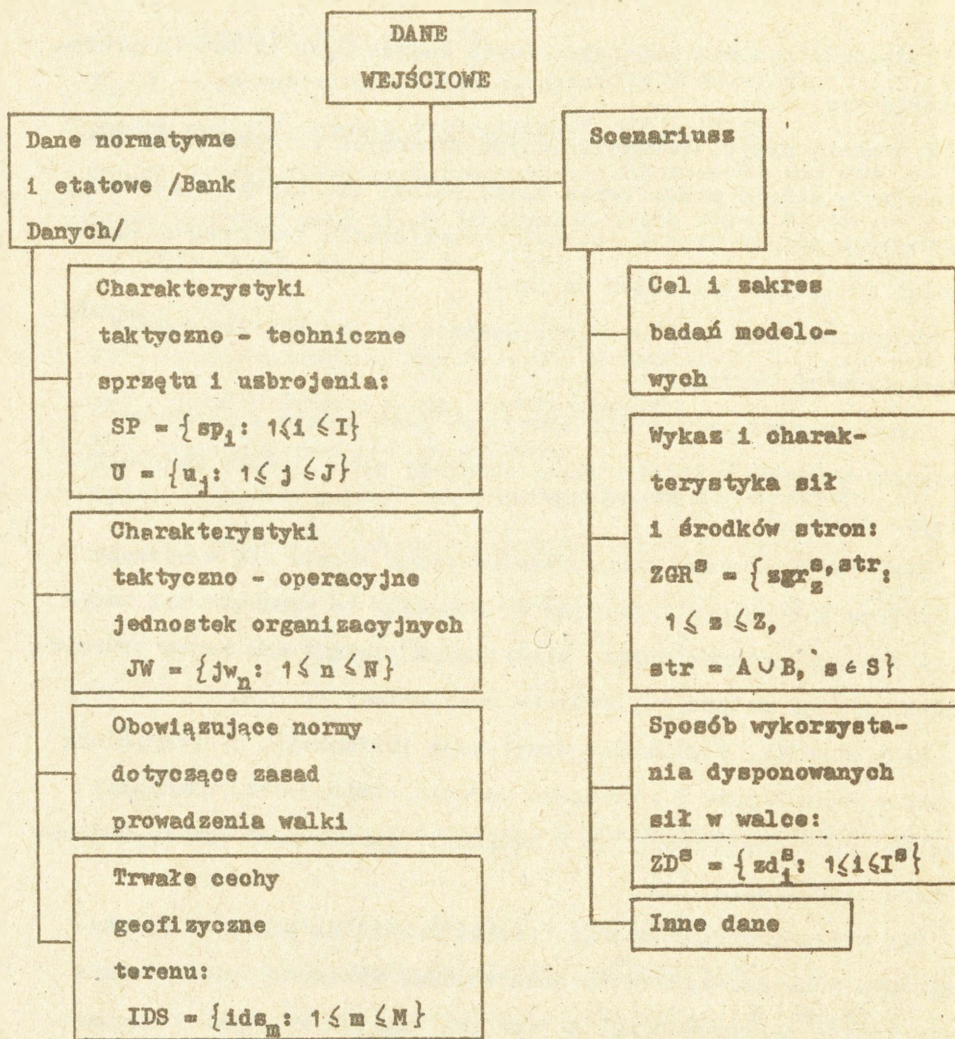 DANE
WEJŚCIOWE
Dane normatywne
i etatowe /Bank
Danych/
Charakterystyki
taktyczno - techniczne
sprzętu i uzbrojenia:
SP = {sp_i: 1⩽i ⩽I}
U = {u_j: 1⩽ j ⩽J}
Charakterystyki
taktyczno - operacyjne
jednostek organizacyjnych
JW = {jw_n: 1⩽ n ⩽N}
Obowiązujące normy
dotyczące zasad
prowadzenia walki
Trwałe cechy
geofizyczne
terenu:
IDS = {ids_m: 1⩽ m ⩽M}
Scenariusz
Cel i zakres
badań modelo-
wych
Wykaz i charak-
terystyka sił
i środków stron:
ZGR^s = {zgr_z^s,str:
1⩽ z ⩽Z,
str = A∪B, s∈S}
Sposób wykorzysta-
nia dysponowanych
sił w walce:
ZD^s = {zd_i^s: 1⩽i⩽I^s}
Inne dane